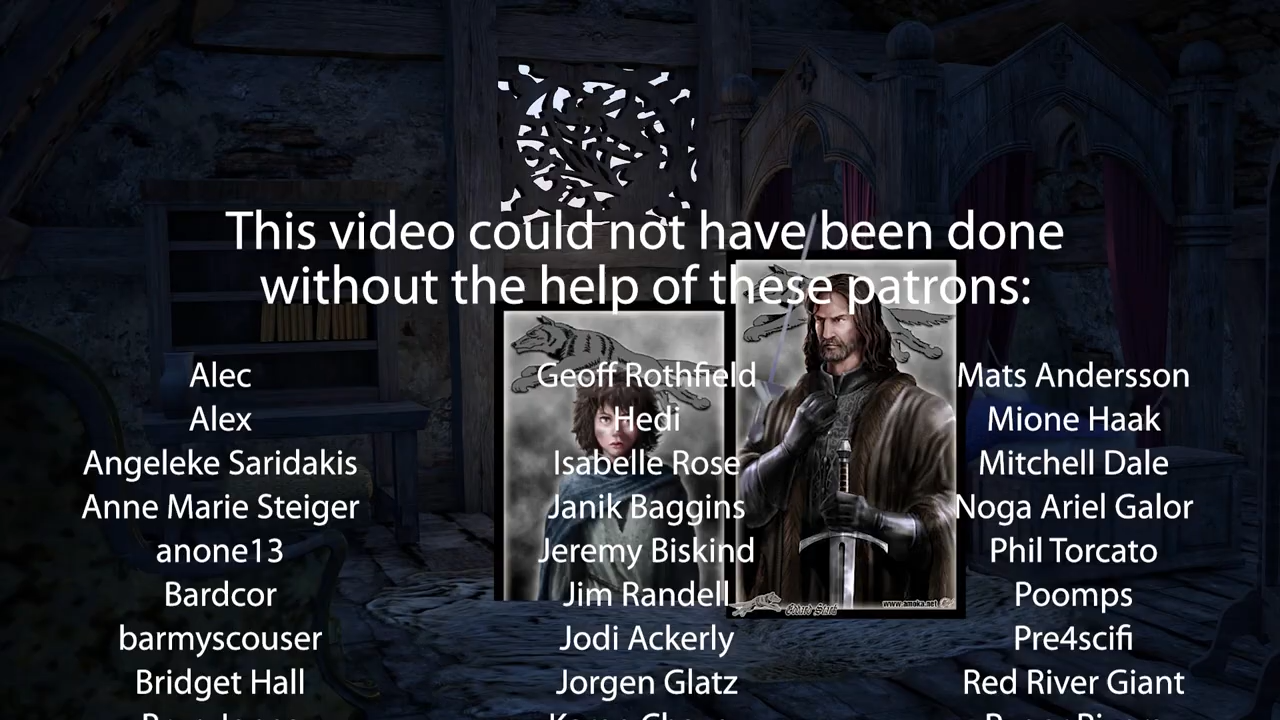 This video could not have been done
without the help of these patrons:
Alec
Alex
Angeleke Saridakis
Anne Marie Steiger
anone13
Bardcor
barmyscouser
Bridget Hall
Geoff Rothfield
Hedi
Isabelle Rose
Janik Baggins
Jeremy Biskind
Jim Randell
Jodi Ackerly
Jorgen Glatz
Mats Andersson
Mione Haak
Mitchell Dale
Noga Ariel Galor
Phil Torcato
Poomps
Pre4scifi
Red River Giant
Eddard Stark
www.amoka.net